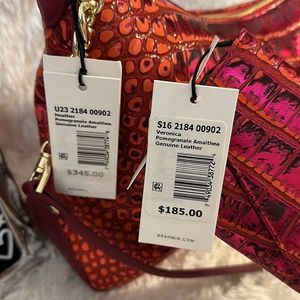 U23 2184 00902
Heather
Pomegranate Amalthea
Genuine Leather
$345.00
S16 2184 00902
Veronica
Pomegranate Amalthea
Genuine Leather
$185.00
BRAHMIN.COM